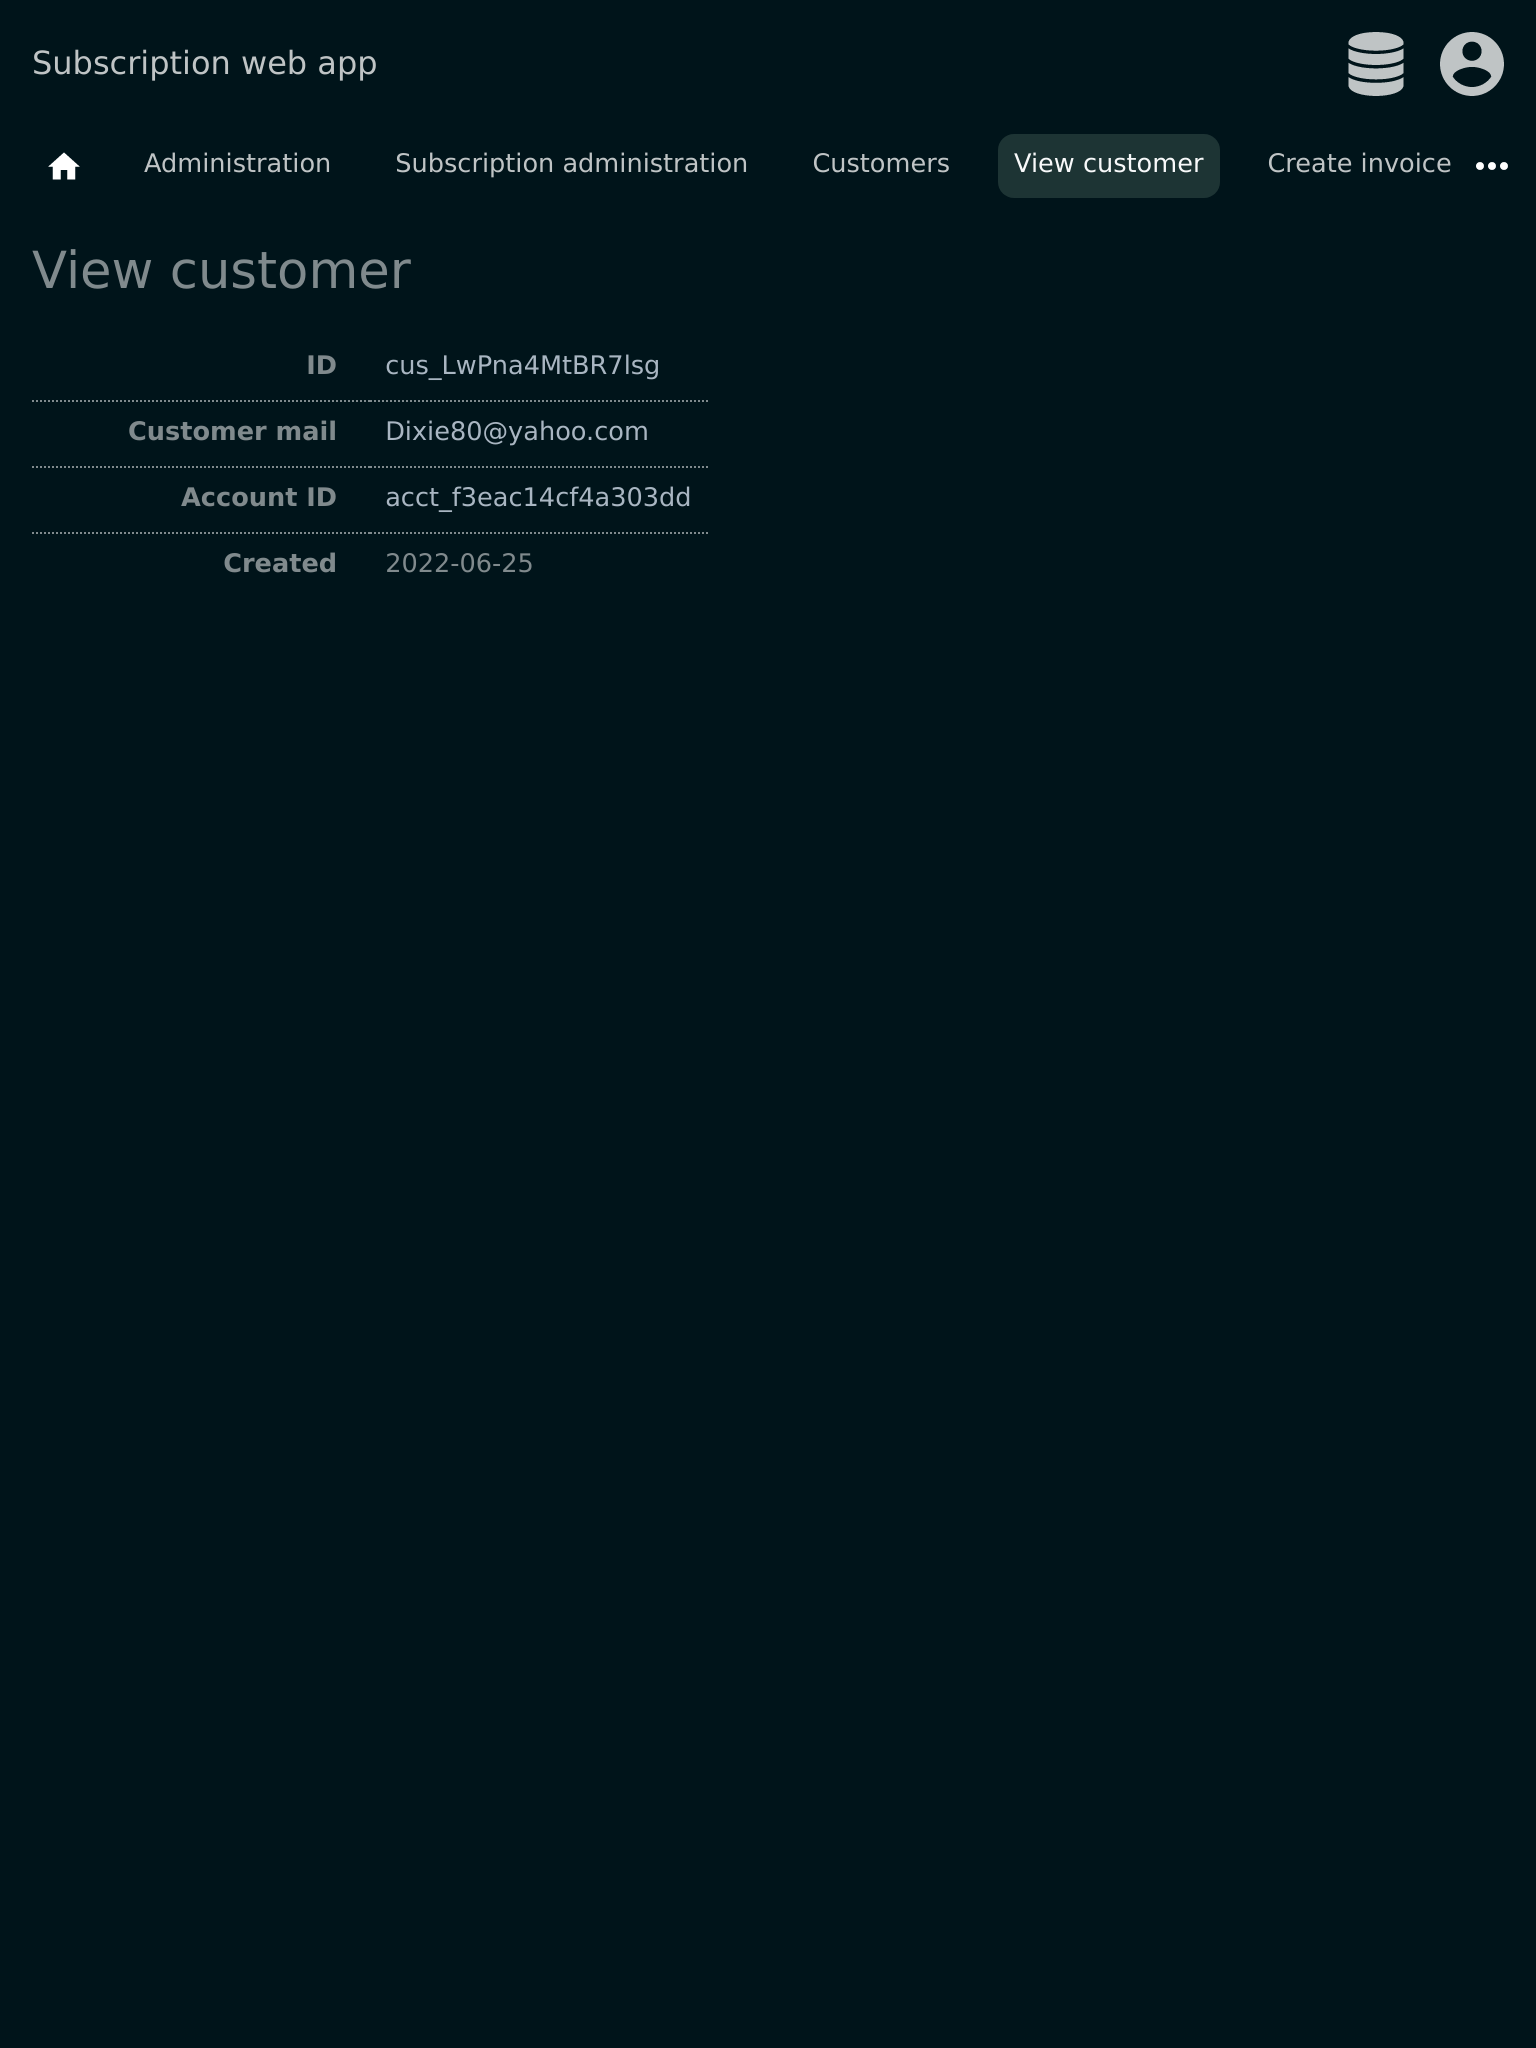 Subscription web app
Administration Subscription administration Customers View customer Create invoice
View customer
ID cus_LwPna4MtBR7lsg
Customer mail Dixie80@yahoo.com
Account ID acct_f3eac14cf4a303dd
Created 2022-06-25